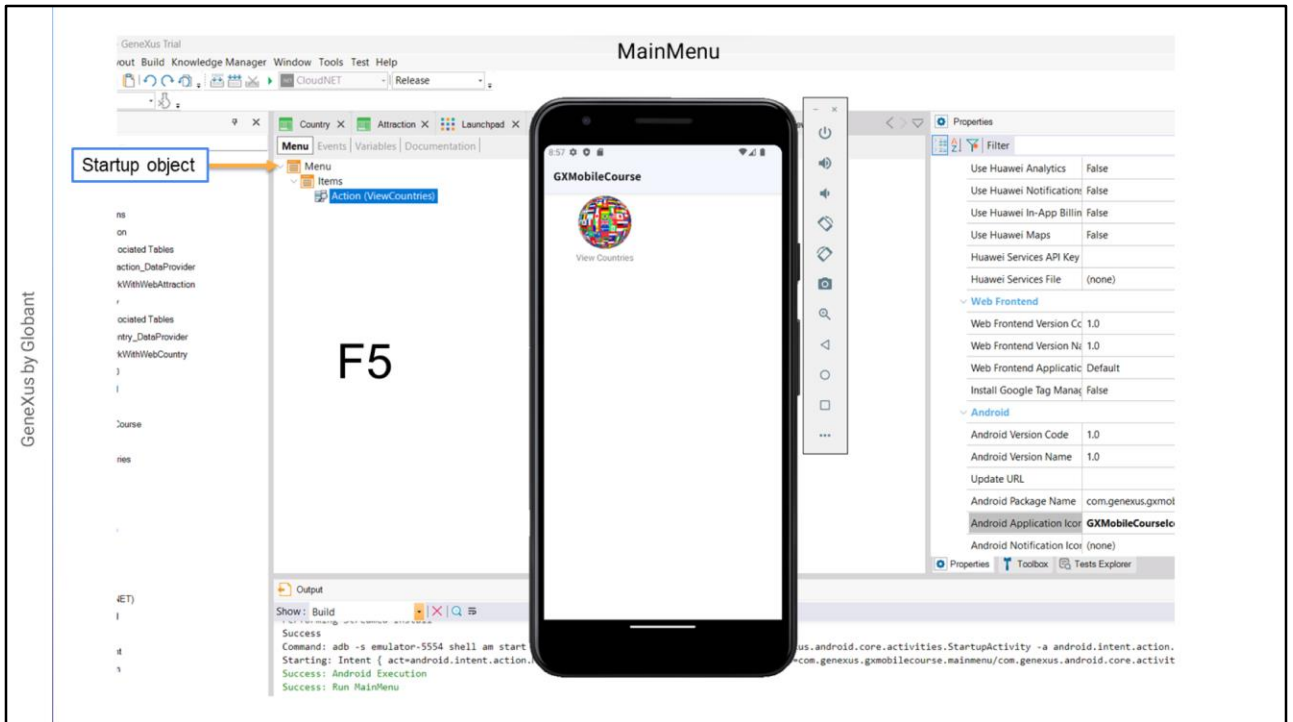 GeneXus by Globant
GeneXus Trial
MainMenu
Build Knowledge Manager Window Tools Test Help
CloudNET Release
Country X Attraction X Launchpad X
Properties
Menu Events Variables Documentation
Filter
Startup object
Menu
Items
Action (ViewCountries)
F5
ns
on
ociated Tables
action_DataProvider
kWithWebAttraction
ociated Tables
ntry_DataProvider
kWithWebCountry
Course
ries
8:57
GXMobileCourse
View Countries
Use Huawei Analytics False
Use Huawei Notifications False
Use Huawei In-App Billin False
Use Huawei Maps False
Huawei Services API Key
Huawei Services File (none)
Web Frontend
Web Frontend Version Cc 1.0
Web Frontend Version Na 1.0
Web Frontend Applicatic Default
Install Google Tag Manag False
Android
Android Version Code 1.0
Android Version Name 1.0
Update URL
Android Package Name com.genexus.gxmobi
Android Application Icon GXMobileCourseIco
Android Notification Icon (none)
Properties Toolbox Tests Explorer
Output
Show: Build
Success
Command: adb -s emulator-5554 shell am start us.android.core.activities.StartupActivity -a android.intent.action.
Starting: Intent { act=android.intent.action. =com.genexus.gxmobilecourse.mainmenu/com.genexus.android.core.activit
Success: Android Execution
Success: Run MainMenu